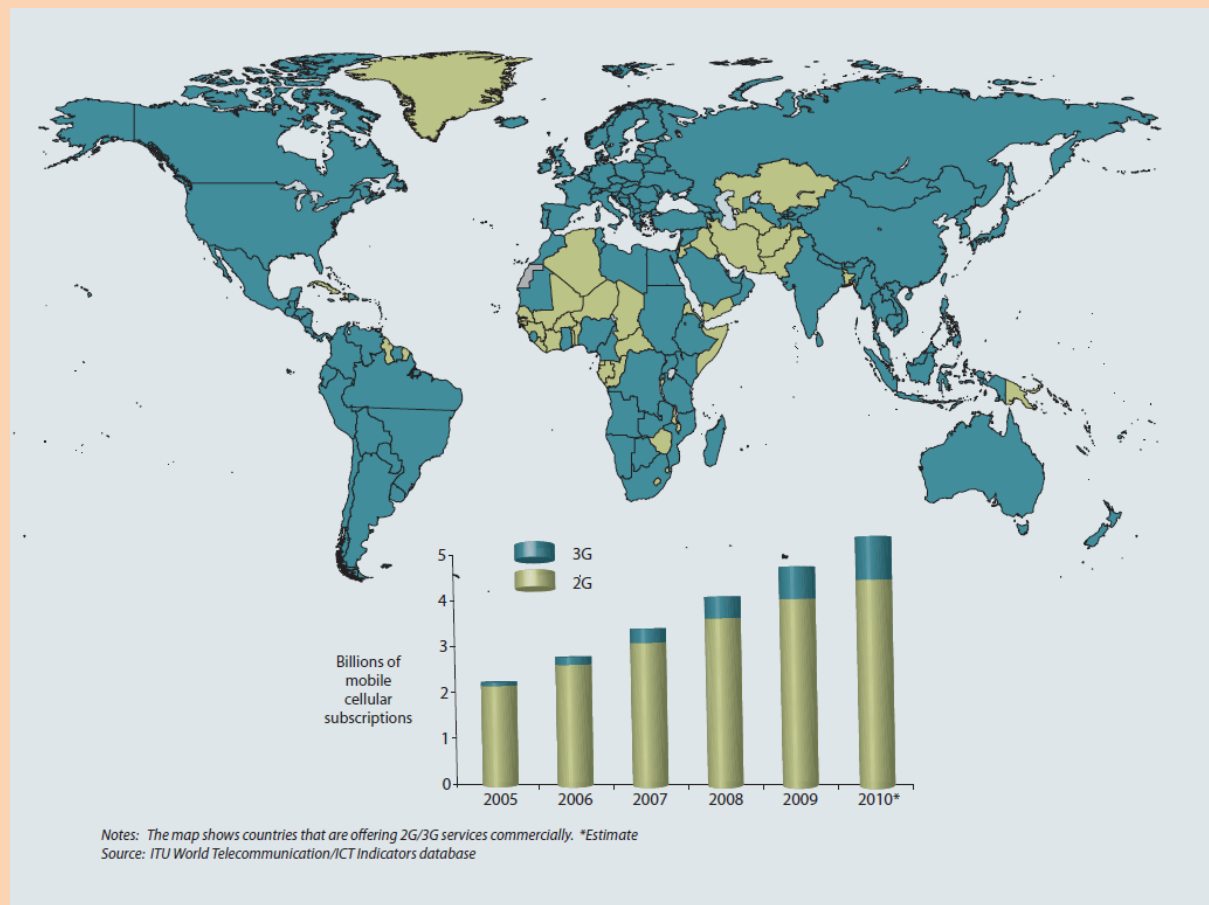 5
4
3
2
1
0
3G
2G
Billions of
mobile
cellular
subscriptions
2005 2006 2007 2008 2009 2010*
Notes: The map shows countries that are offering 2G/3G services commercially. *Estimate
Source: ITU World Telecommunication/ICT Indicators database